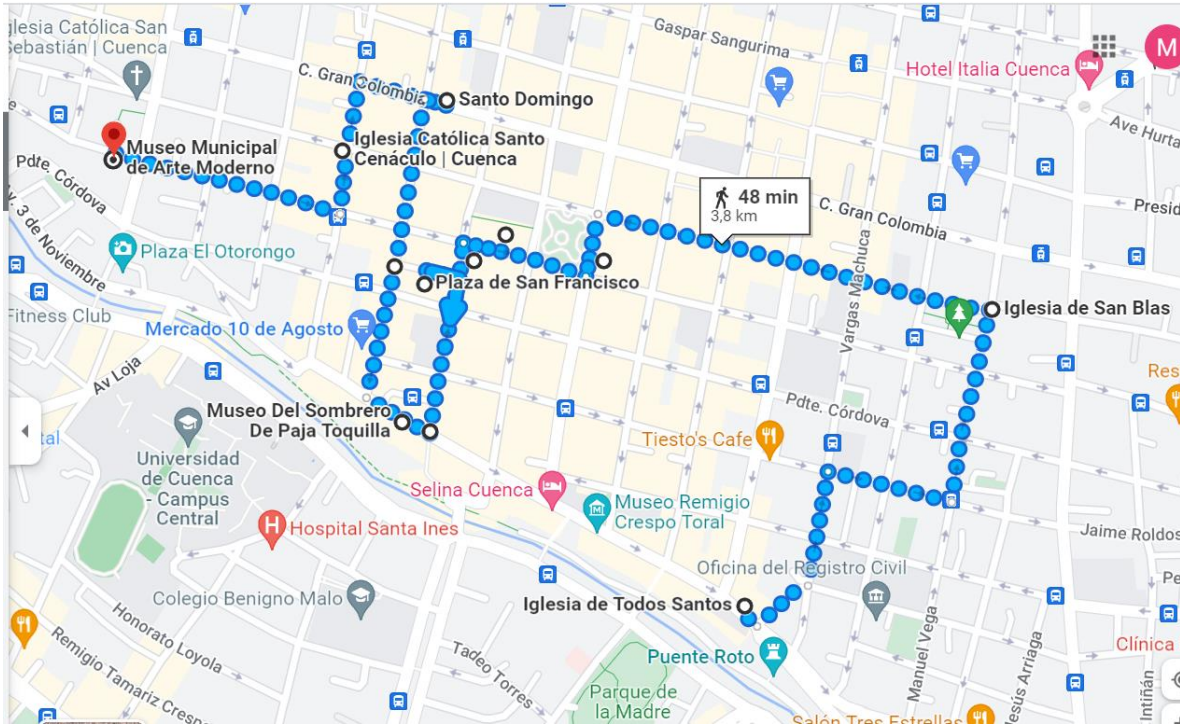 glesia Católica San
Sebastián | Cuenca
Gaspar Sangurima
M
Hotel Italia Cuenca
C. Gran Colombia
Santo Domingo
Ave Hurta
Iglesia Católica Santo
Cenáculo | Cuenca
Museo Municipal
de Arte Moderno
Pdte. Córdova
48 min
3,8 km
C. Gran Colombia
Presid
Av. 3 de Noviembre
Plaza El Otorongo
Plaza de San Francisco
Vargas Machuca
Iglesia de San Blas
Fitness Club
Mercado 10 de Agosto
Av Loja
Res
Pdte. Córdova
Museo Del Sombrero
De Paja Toquilla
tal
Tiesto's Cafe
Universidad
de Cuenca
- Campus
Central
Selina Cuenca
Museo Remigio
Crespo Toral
H
Hospital Santa Ines
Jaime Roldos
Oficina del Registro Civil
Pe
Colegio Benigno Malo
Iglesia de Todos Santos
Honorato Loyola
Clínica
Puente Roto
Manuel Vega
Jesús Arriaga
Intiñán
Remigio Tamariz Crespo
Tadeo Torres
Parque de
la Madre
Salón Tres Estrellas